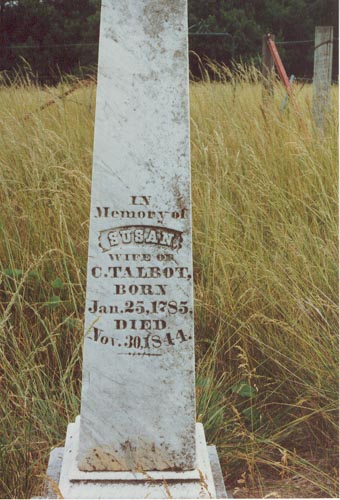 IN
Memory of
SUSAN,
WIFE OF
C. TALBOT,
BORN
Jan. 25, 1785,
DIED
Nov. 30, 1844.